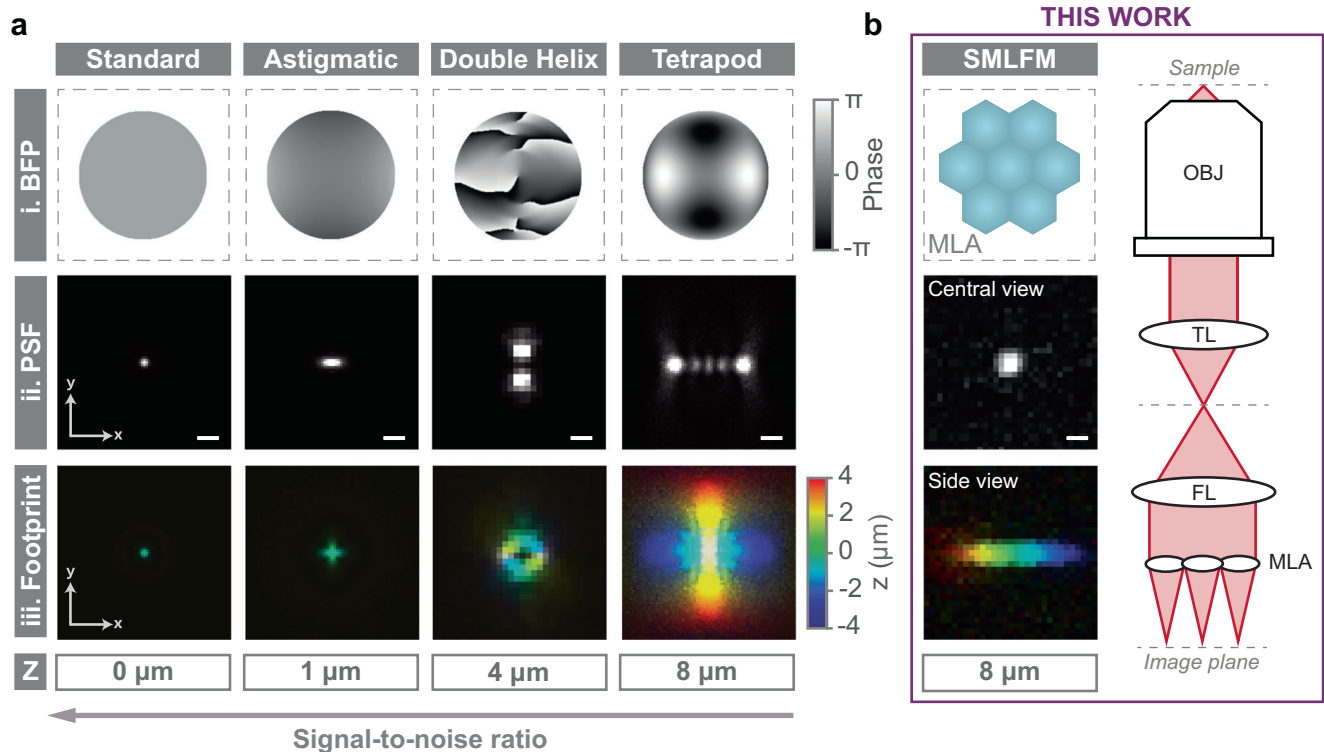 a
Standard
Astigmatic
Double Helix
Tetrapod
i. BFP
π
0
-π
Phase
ii. PSF
y
x
iii. Footprint
y
x
4
2
0
-2
-4
z (μm)
Z
0 μm
1 μm
4 μm
8 μm
Signal-to-noise ratio
b
THIS WORK
SMLFM
MLA
Central view
Side view
8 μm
Sample
OBJ
TL
FL
MLA
Image plane